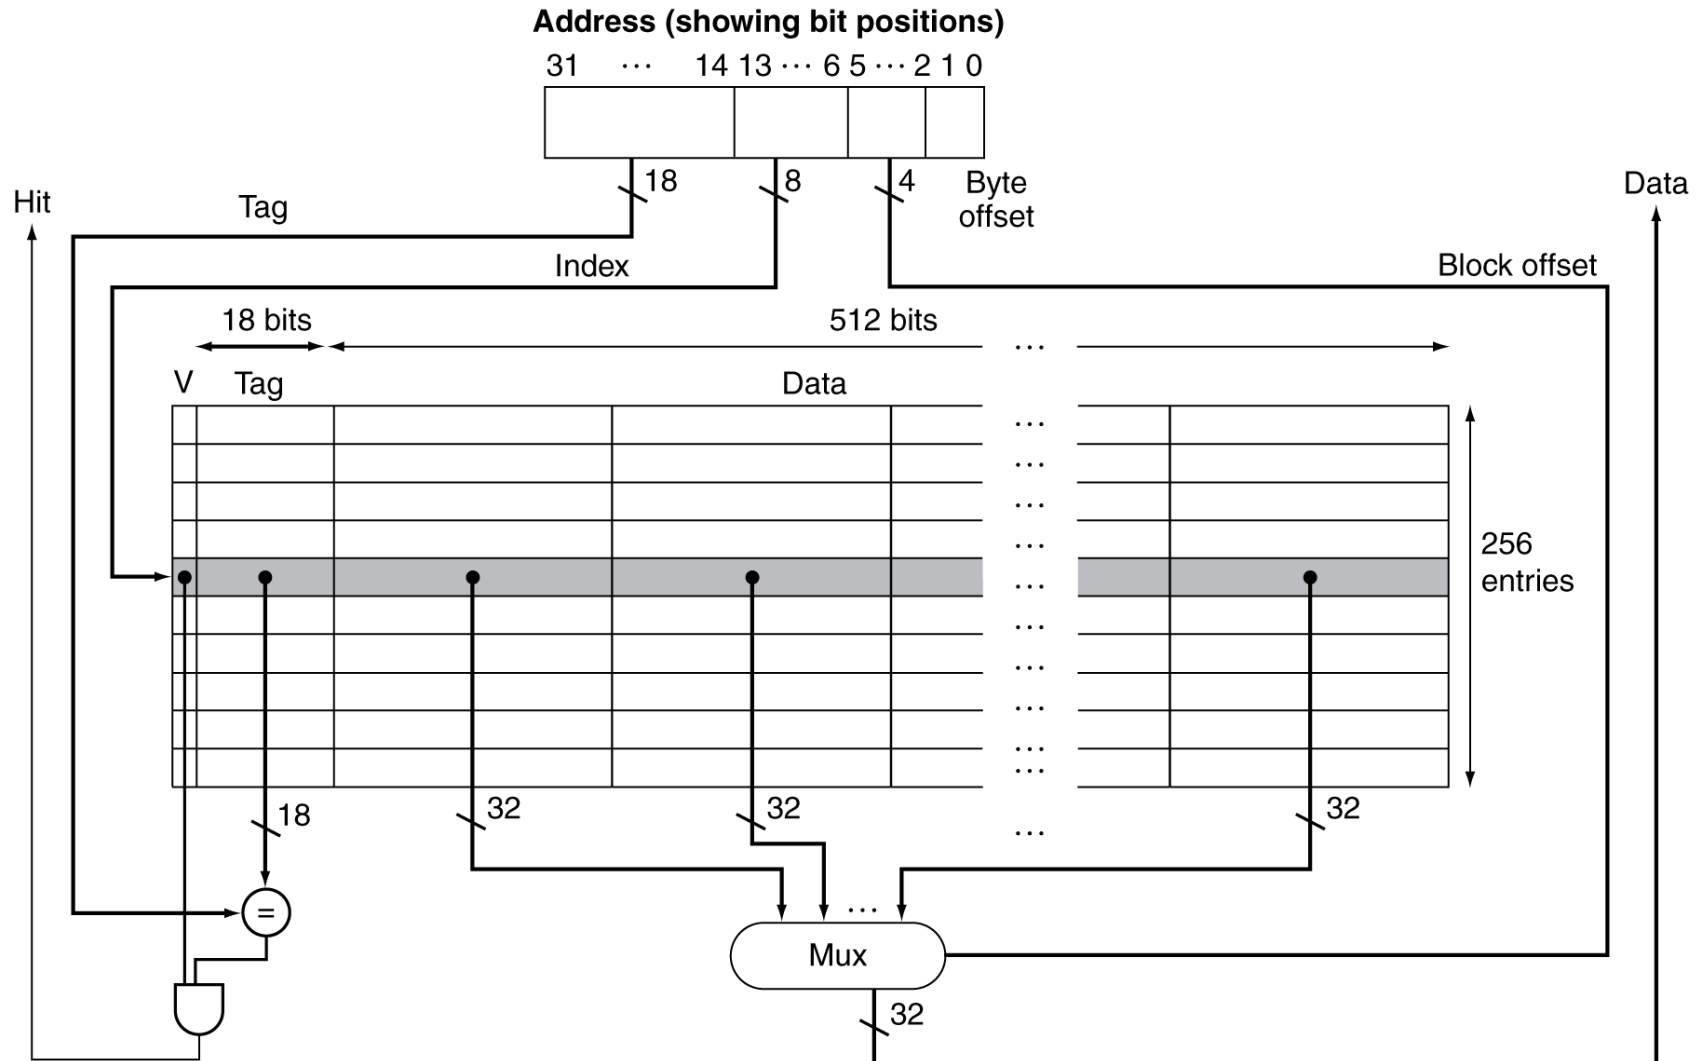 Address (showing bit positions)
31 ... 14 13 ... 6 5 ... 2 1 0
18 8 4 Byte offset
Hit
Tag
Data
Index
Block offset
18 bits
512 bits
...
V Tag Data
...
...
...
...
...
...
...
...
...
...
256
entries
18 32 32 ... 32
=
...
Mux
32